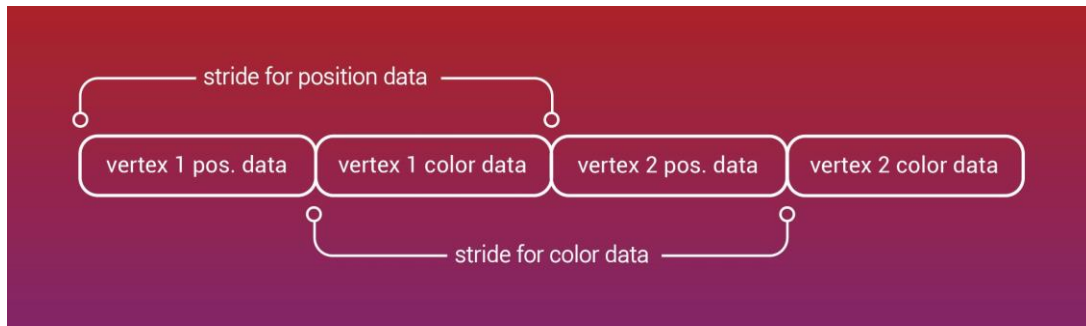 stride for position data
vertex 1 pos. data
vertex 1 color data
vertex 2 pos. data
vertex 2 color data
stride for color data